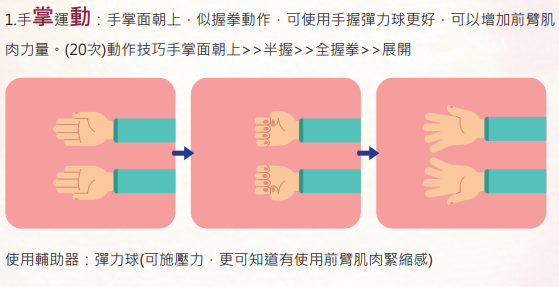 1.手掌運動：手掌面朝上，似握拳動作，可使用手握彈力球更好，可以增加前臂肌
肉力量。(20次)動作技巧手掌面朝上>>半握>>全握拳>>展開
使用輔助器：彈力球(可施壓力，更可知道有使用前臂肌肉緊縮感)